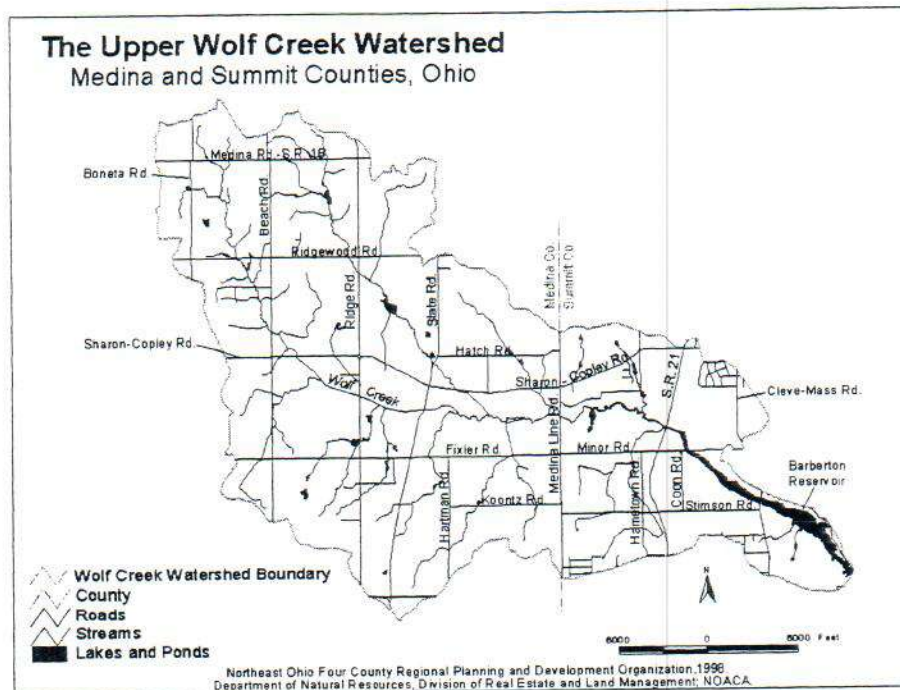 The Upper Wolf Creek Watershed
Medina and Summit Counties, Ohio
Medina Rd.-S.R. 18
Boneta Rd.
Beach Rd.
Ridgewood Rd.
Ridge Rd.
State Rd.
Medina Co.
Summit Co.
Sharon-Copley Rd.
Hatch Rd.
Sharon - Copley Rd.
S.R. 21
Cleve-Mass Rd.
Wolf Creek
Medina Line Rd.
Fixler Rd.
Minor Rd.
Barberton
Reservoir
Hartman Rd.
Koontz Rd.
Hametown Rd.
Coon Rd.
Stimson Rd.
N
Wolf Creek Watershed Boundary
County
Roads
Streams
Lakes and Ponds
6000 0 6000 Feet
Northeast Ohio Four County Regional Planning and Development Organization,1998
Department of Natural Resources, Division of Real Estate and Land Management; NOACA.